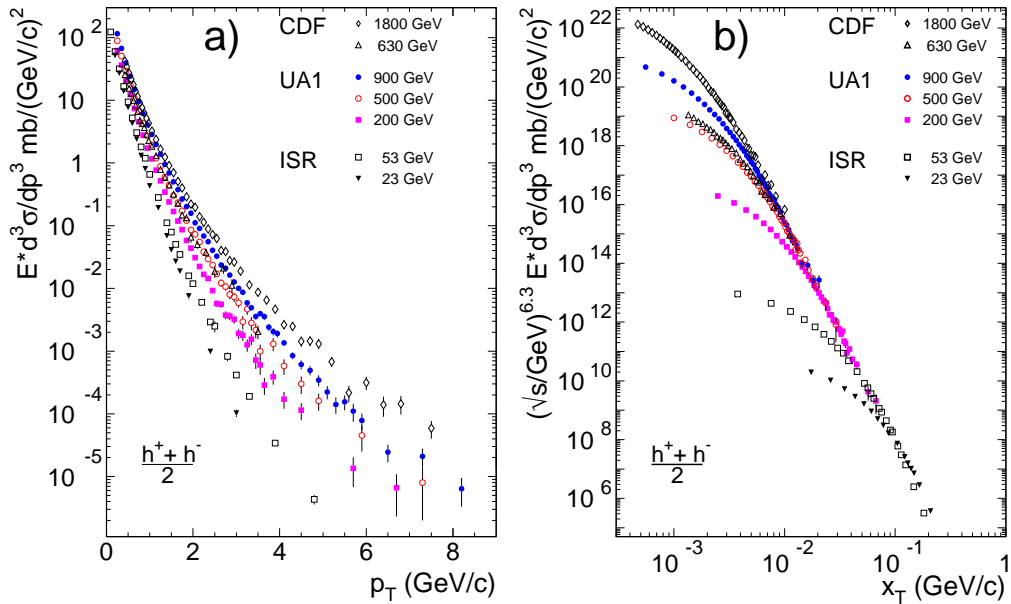 a)
CDF
1800 GeV
630 GeV
UA1
900 GeV
500 GeV
200 GeV
ISR
53 GeV
23 GeV
E* d³σ/dp³ mb/(GeV/c)²
10²
10
1
10⁻¹
10⁻²
10⁻³
10⁻⁴
10⁻⁵
h⁺ + h⁻
2
0 2 4 6 8
p_T (GeV/c)
b)
CDF
1800 GeV
630 GeV
UA1
900 GeV
500 GeV
200 GeV
ISR
53 GeV
23 GeV
(√s/GeV)⁶·³ E* d³σ/dp³ mb/(GeV/c)²
10²²
10²⁰
10¹⁸
10¹⁶
10¹⁴
10¹²
10¹⁰
10⁸
10⁶
h⁺ + h⁻
2
10⁻³ 10⁻² 10⁻¹ 1
x_T (GeV/c)